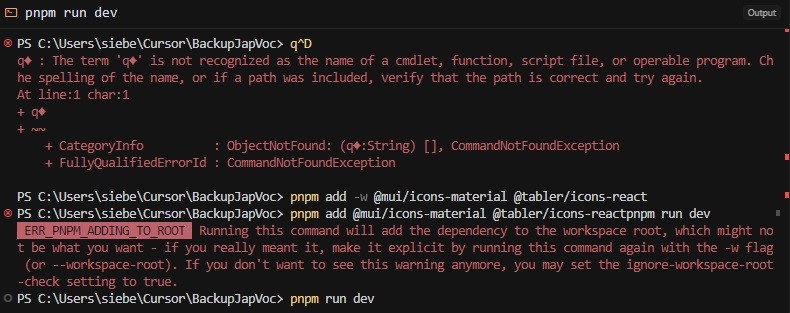 pnpm run dev
Output
PS C:\Users\siebe\Cursor\BackupJapVoc> q^D
q♦ : The term 'q♦' is not recognized as the name of a cmdlet, function, script file, or operable program. Ch
he spelling of the name, or if a path was included, verify that the path is correct and try again.
At line:1 char:1
+ q♦
+ ~~
    + CategoryInfo          : ObjectNotFound: (q♦:String) [], CommandNotFoundException
    + FullyQualifiedErrorId : CommandNotFoundException
PS C:\Users\siebe\Cursor\BackupJapVoc> pnpm add -w @mui/icons-material @tabler/icons-react
PS C:\Users\siebe\Cursor\BackupJapVoc> pnpm add @mui/icons-material @tabler/icons-reactpnpm run dev
ERR_PNPM_ADDING_TO_ROOT  Running this command will add the dependency to the workspace root, which might no
t be what you want - if you really meant it, make it explicit by running this command again with the -w flag
 (or --workspace-root). If you don't want to see this warning anymore, you may set the ignore-workspace-root
-check setting to true.
PS C:\Users\siebe\Cursor\BackupJapVoc> pnpm run dev